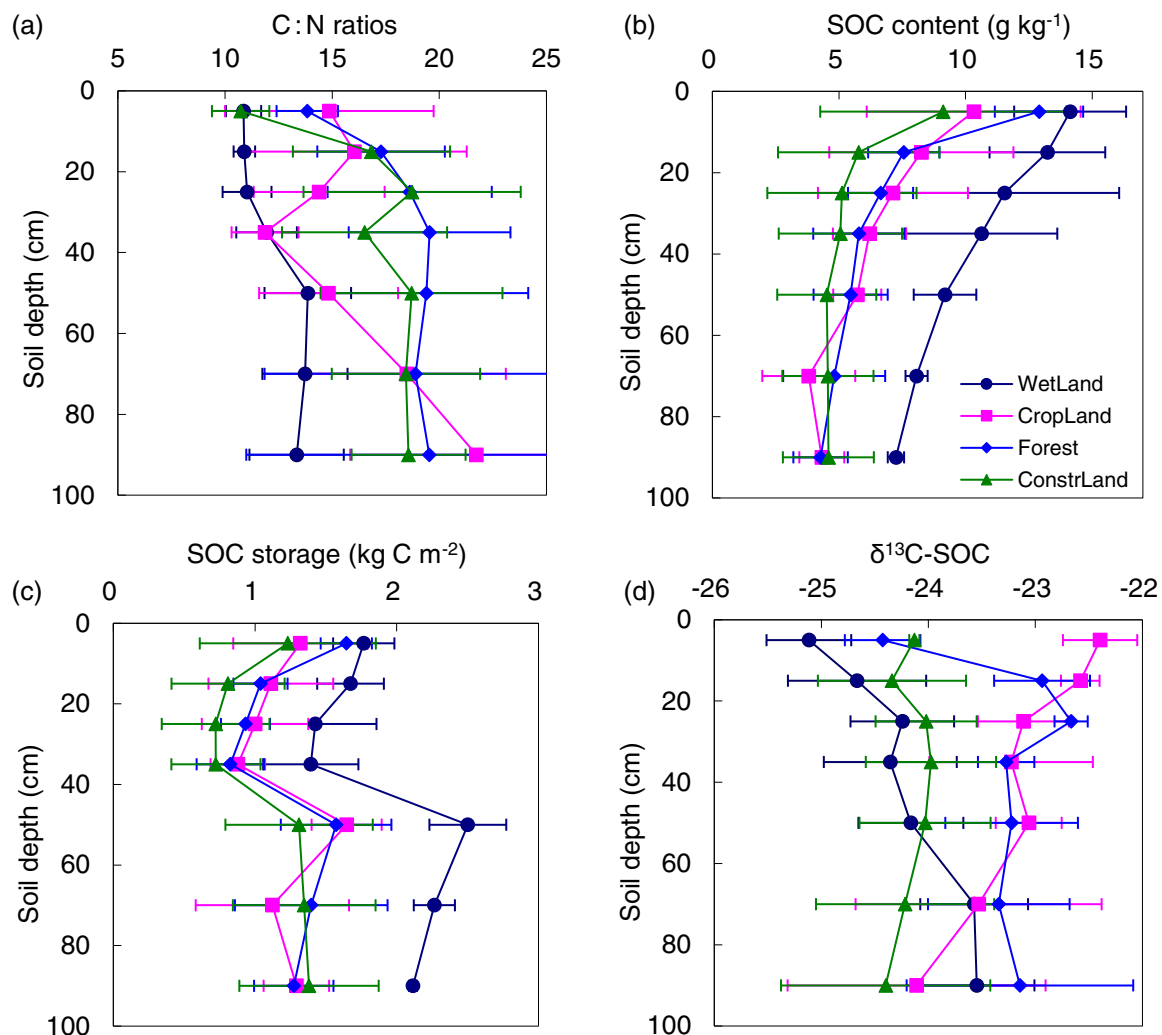 (a)
C:N ratios
5 10 15 20 25
0
20
40
60
80
100
Soil depth (cm)
(b)
SOC content (g kg⁻¹)
0 5 10 15
0
20
40
60
80
100
Soil depth (cm)
WetLand
CropLand
Forest
ConstrLand
(c)
SOC storage (kg C m⁻²)
0 1 2 3
0
20
40
60
80
100
Soil depth (cm)
(d)
δ¹³C-SOC
-26 -25 -24 -23 -22
0
20
40
60
80
100
Soil depth (cm)